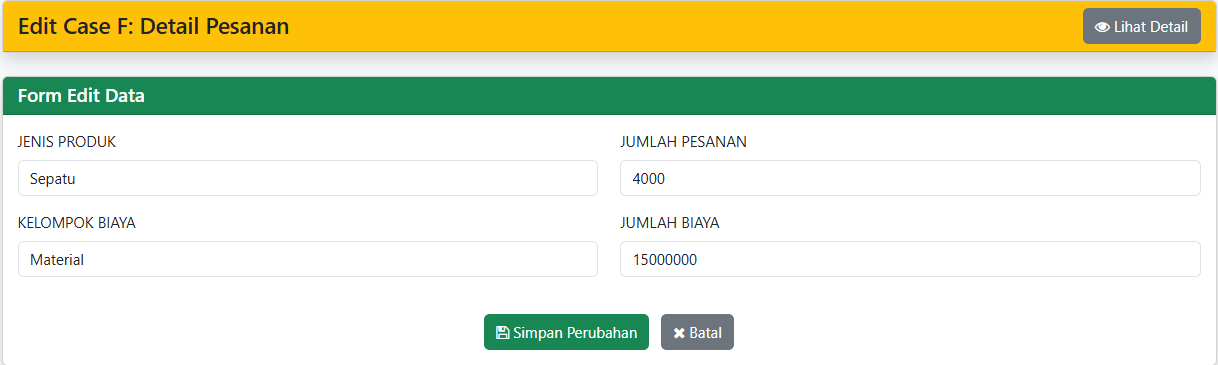 Edit Case F: Detail Pesanan
Lihat Detail
Form Edit Data
JENIS PRODUK
JUMLAH PESANAN
Sepatu
4000
KELOMPOK BIAYA
JUMLAH BIAYA
Material
15000000
Simpan Perubahan
Batal